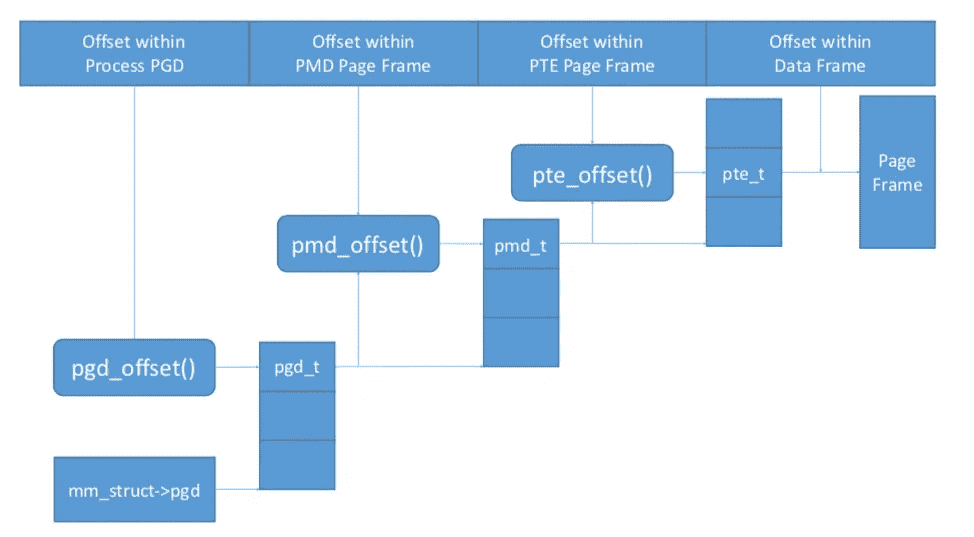 Offset within
Process PGD
Offset within
PMD Page Frame
Offset within
PTE Page Frame
Offset within
Data Frame
pte_offset()
pte_t
Page
Frame
pmd_offset()
pmd_t
pgd_offset()
pgd_t
mm_struct->pgd